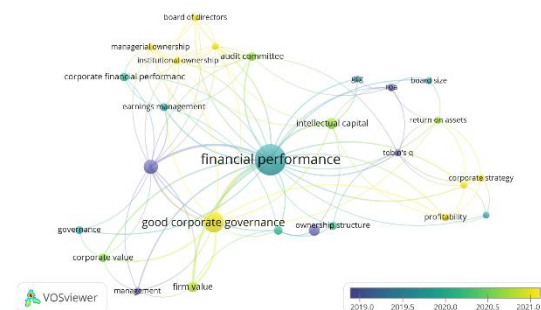 board of directors
managerial ownership
institutional ownership
audit committee
corporate financial performanc
board size
roa
earnings management
intellectual capital
return on assets
tobin's q
financial performance
corporate strategy
good corporate governance
profitability
governance
ownership structure
corporate value
management
firm value
VOSviewer
2019.0 2019.5 2020.0 2020.5 2021.0